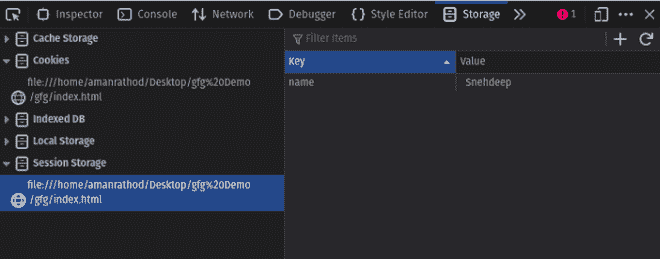 Inspector Console Network Debugger Style Editor Storage 1
Cache Storage
Filter Items
Cookies
Key Value
file:///home/amanrathod/Desktop/gfg%20Demo
/gfg/index.html
name Snehdeep
Indexed DB
Local Storage
Session Storage
file:///home/amanrathod/Desktop/gfg%20Demo
/gfg/index.html